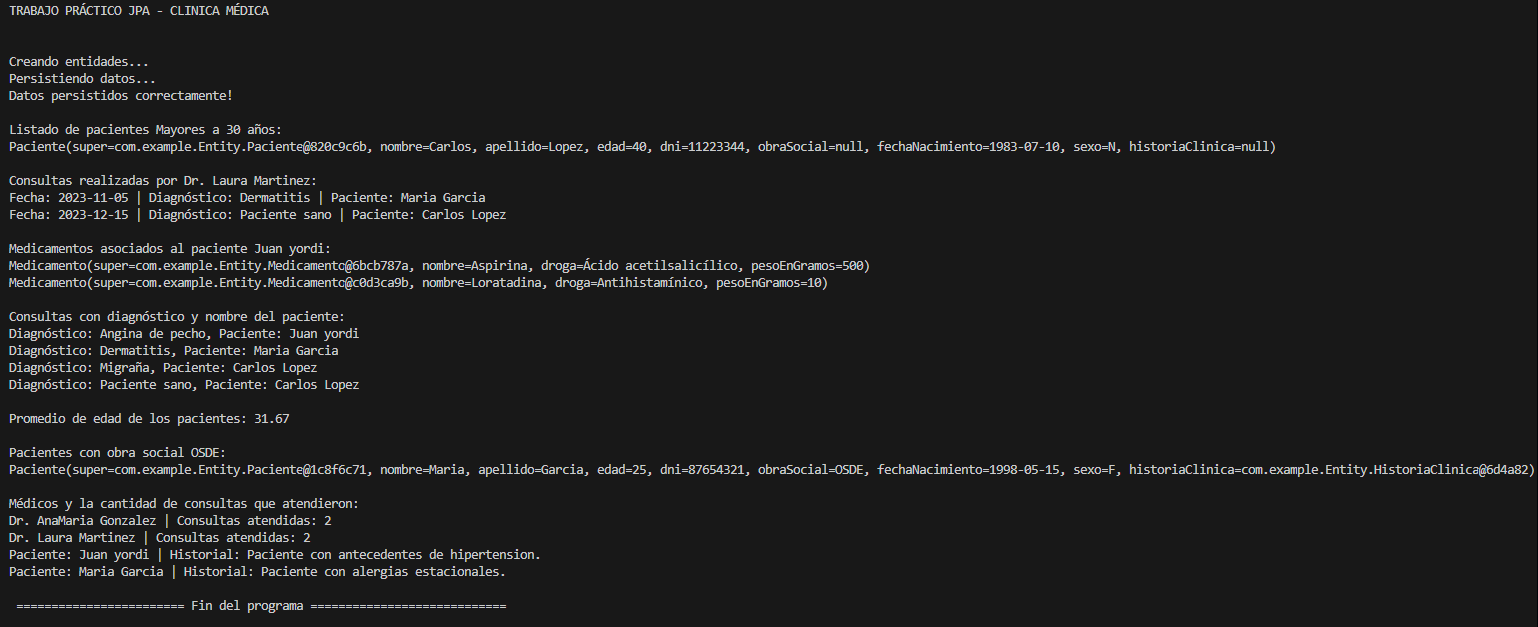 TRABAJO PRÁCTICO JPA - CLINICA MÉDICA
Creando entidades...
Persistiendo datos...
Datos persistidos correctamente!
Listado de pacientes Mayores a 30 años:
Paciente(super=com.example.Entity.Paciente@820c9c6b, nombre=Carlos, apellido=Lopez, edad=40, dni=11223344, obraSocial=null, fechaNacimiento=1983-07-10, sexo=N, historiaClinica=null)
Consultas realizadas por Dr. Laura Martinez:
Fecha: 2023-11-05 | Diagnóstico: Dermatitis | Paciente: Maria Garcia
Fecha: 2023-12-15 | Diagnóstico: Paciente sano | Paciente: Carlos Lopez
Medicamentos asociados al paciente Juan yordi:
Medicamento(super=com.example.Entity.Medicamento@6bcb787a, nombre=Aspirina, droga=Ácido acetilsalicílico, pesoEnGramos=500)
Medicamento(super=com.example.Entity.Medicamento@c0d3ca9b, nombre=Loratadina, droga=Antihistamínico, pesoEnGramos=10)
Consultas con diagnóstico y nombre del paciente:
Diagnóstico: Angina de pecho, Paciente: Juan yordi
Diagnóstico: Dermatitis, Paciente: Maria Garcia
Diagnóstico: Migraña, Paciente: Carlos Lopez
Diagnóstico: Paciente sano, Paciente: Carlos Lopez
Promedio de edad de los pacientes: 31.67
Pacientes con obra social OSDE:
Paciente(super=com.example.Entity.Paciente@1c8f6c71, nombre=Maria, apellido=Garcia, edad=25, dni=87654321, obraSocial=OSDE, fechaNacimiento=1998-05-15, sexo=F, historiaClinica=com.example.Entity.HistoriaClinica@6d4a82)
Médicos y la cantidad de consultas que atendieron:
Dr. AnaMaria Gonzalez | Consultas atendidas: 2
Dr. Laura Martinez | Consultas atendidas: 2
Paciente: Juan yordi | Historial: Paciente con antecedentes de hipertension.
Paciente: Maria Garcia | Historial: Paciente con alergias estacionales.
======================== Fin del programa ============================